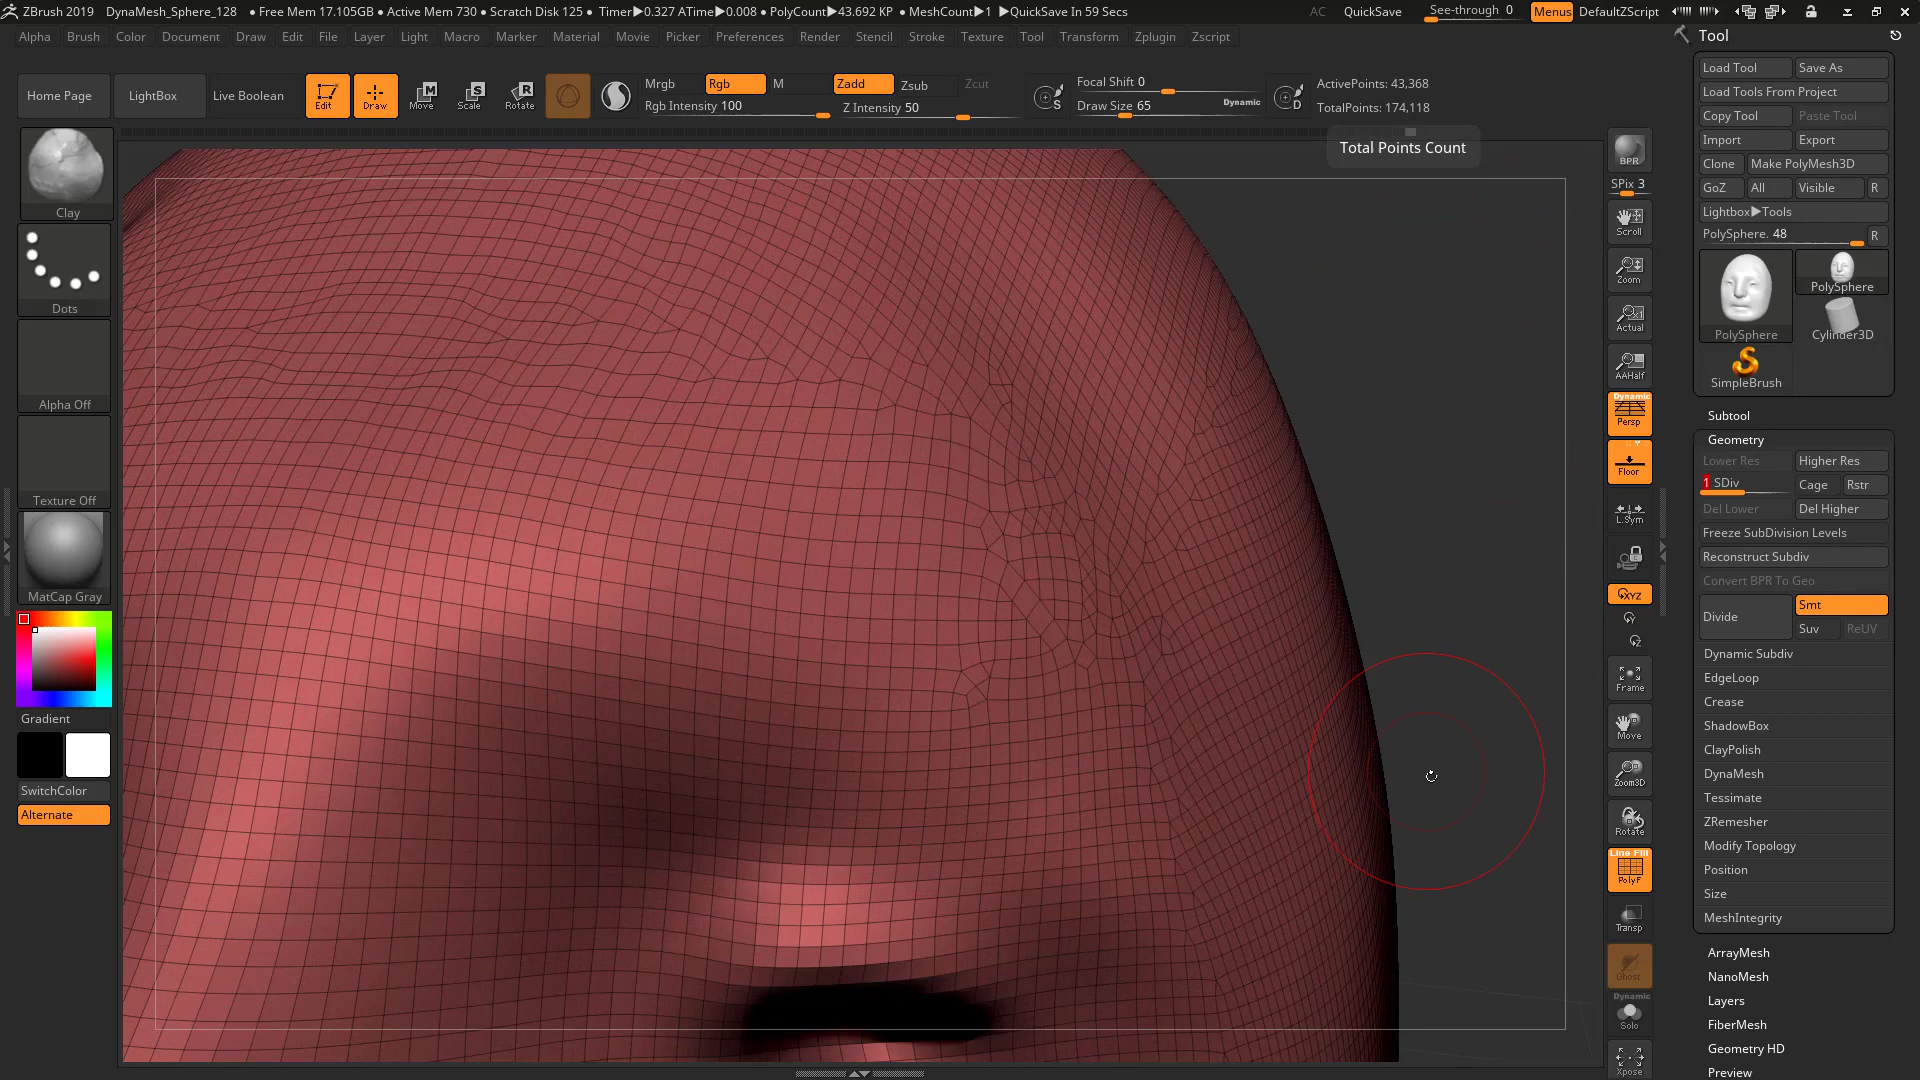 ZBrush 2019 DynaMesh_Sphere_128 ● Free Mem 17.105GB ● Active Mem 730 ● Scratch Disk 125 ● Timer▶0.327 ATime▶0.008 ● PolyCount▶43.692 KP ● MeshCount▶1 ▶QuickSave In 59 Secs AC QuickSave See-through 0 Menus DefaultZScript
Alpha Brush Color Document Draw Edit File Layer Light Macro Marker Material Movie Picker Preferences Render Stencil Stroke Texture Tool Transform Zplugin Zscript
Home Page LightBox Live Boolean Edit Draw Move Scale Rotate
Mrgb Rgb M Zadd Zsub Zcut Focal Shift 0 ActivePoints: 43,368
Rgb Intensity 100 Z Intensity 50 Draw Size 65 Dynamic TotalPoints: 174,118
M S R S D
Total Points Count
Clay
Dots
Alpha Off
Texture Off
MatCap Gray
Gradient
SwitchColor
Alternate
BPR
SPix 3
Scroll
Zoom
Actual
AAHalf
Dynamic
Persp
Floor
L.Sym
XYZ
Frame
Move
Zoom3D
Rotate
Line Fill
PolyF
Transp
Ghost
Dynamic
Solo
Xpose
Tool
Load Tool Save As
Load Tools From Project
Copy Tool Paste Tool
Import Export
Clone Make PolyMesh3D
GoZ All Visible R
Lightbox▶Tools
PolySphere. 48 R
PolySphere
PolySphere Cylinder3D
SimpleBrush
Subtool
Geometry
Lower Res Higher Res
1 SDiv Cage Rstr
Del Lower Del Higher
Freeze SubDivision Levels
Reconstruct Subdiv
Convert BPR To Geo
Divide Smt
Suv ReUV
Dynamic Subdiv
EdgeLoop
Crease
ShadowBox
ClayPolish
DynaMesh
Tessimate
ZRemesher
Modify Topology
Position
Size
MeshIntegrity
ArrayMesh
NanoMesh
Layers
FiberMesh
Geometry HD
Preview